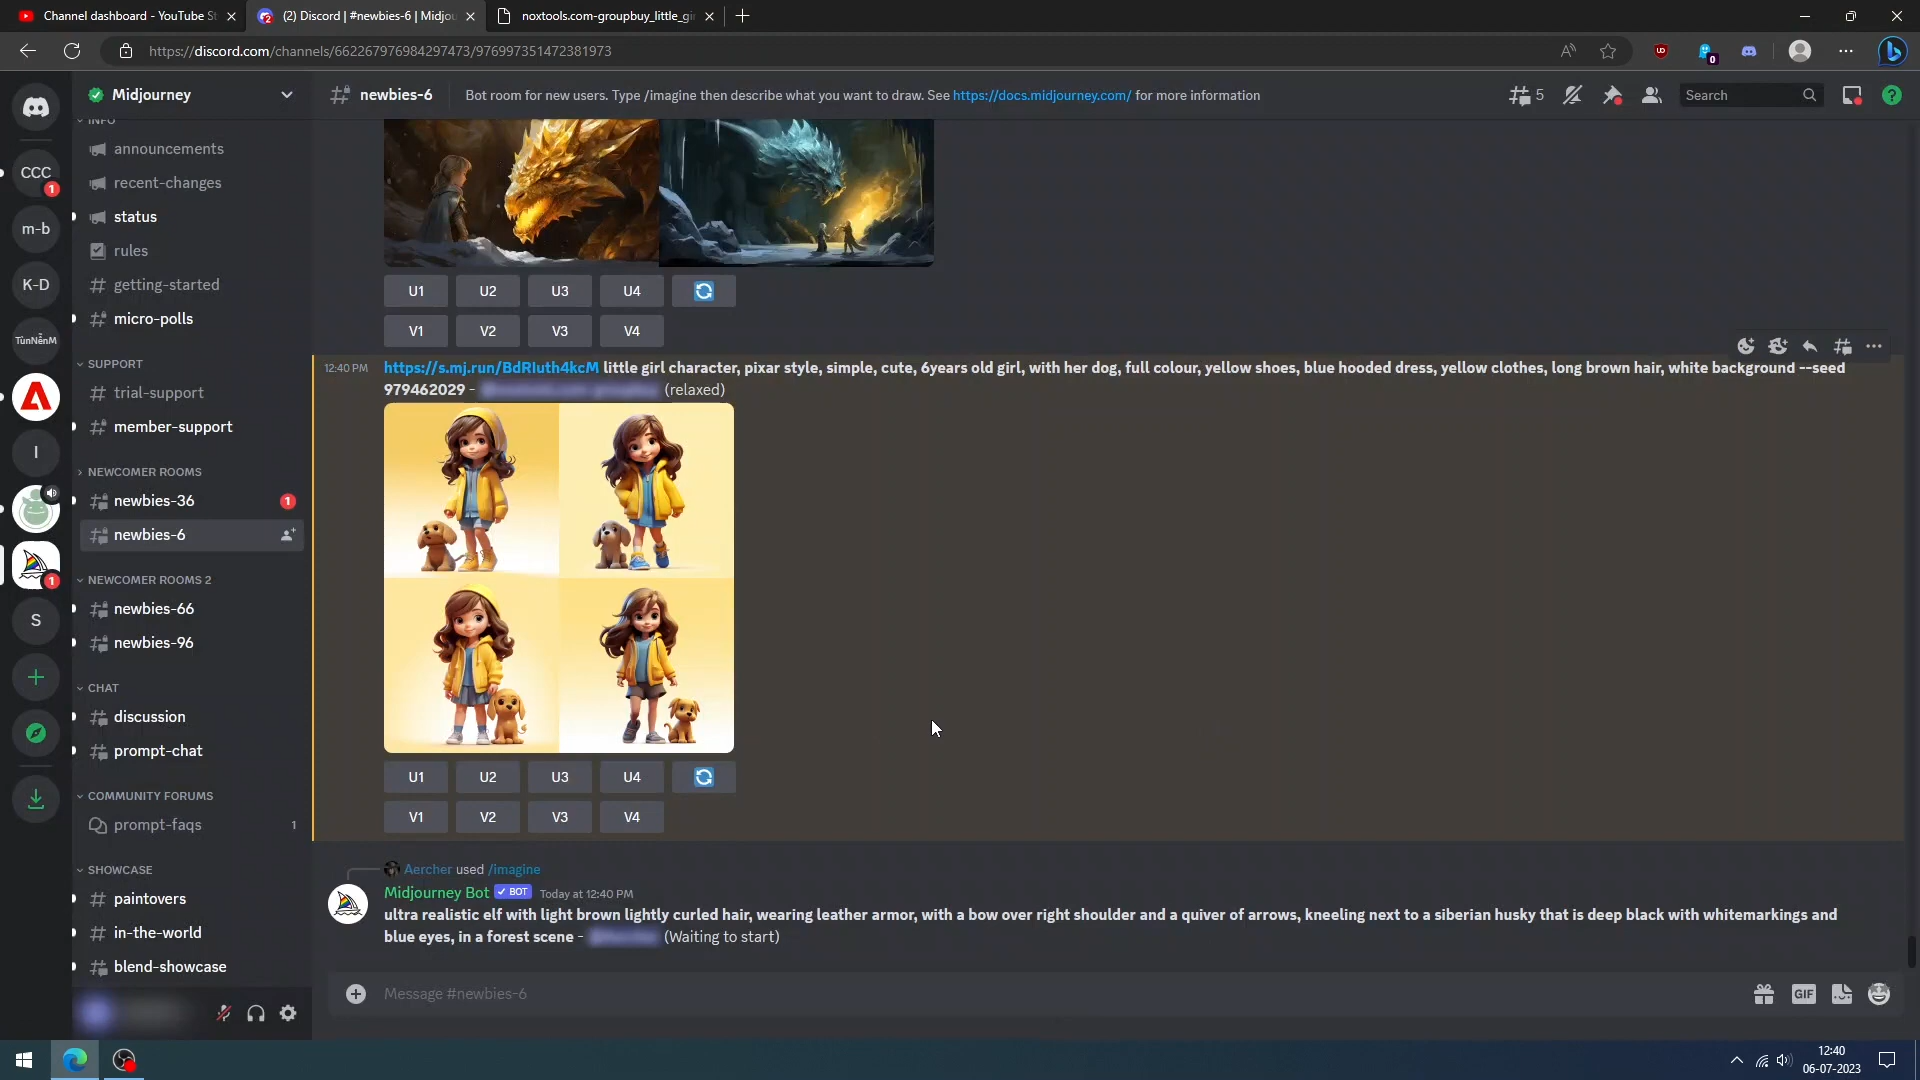 Channel dashboard - YouTube St
(2) Discord | #newbies-6 | Midjou
noxtools.com-groupbuy_little_gir
https://discord.com/channels/662267976984297473/976997351472381973
0
Midjourney
newbies-6
Bot room for new users. Type /imagine then describe what you want to draw. See https://docs.midjourney.com/ for more information
5
Search
INFO
announcements
recent-changes
status
rules
getting-started
micro-polls
SUPPORT
trial-support
member-support
NEWCOMER ROOMS
newbies-36
1
newbies-6
NEWCOMER ROOMS 2
newbies-66
newbies-96
CHAT
discussion
prompt-chat
COMMUNITY FORUMS
prompt-faqs
1
SHOWCASE
paintovers
in-the-world
blend-showcase
CCC
1
m-b
K-D
TùnNễnM
I
1
S
U1 U2 U3 U4
V1 V2 V3 V4
12:40 PM
https://s.mj.run/BdRIuth4kcM little girl character, pixar style, simple, cute, 6years old girl, with her dog, full colour, yellow shoes, blue hooded dress, yellow clothes, long brown hair, white background --seed
979462029 - (relaxed)
U1 U2 U3 U4
V1 V2 V3 V4
Aercher used /imagine
Midjourney Bot ✓ BOT Today at 12:40 PM
ultra realistic elf with light brown lightly curled hair, wearing leather armor, with a bow over right shoulder and a quiver of arrows, kneeling next to a siberian husky that is deep black with whitemarkings and
blue eyes, in a forest scene - (Waiting to start)
Message #newbies-6
GIF
12:40
06-07-2023